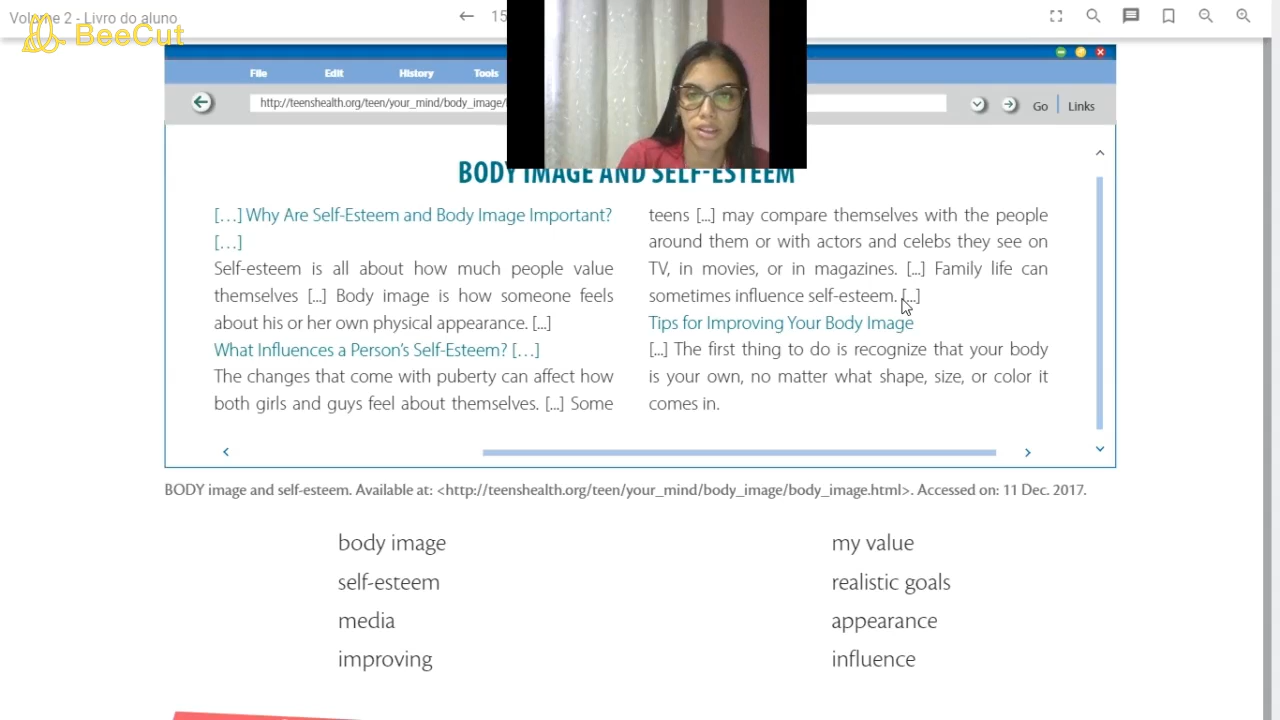 Volume 2 - Livro do aluno
15
BeeCut
File Edit History Tools
http://teenshealth.org/teen/your_mind/body_image/
Go Links
BODY IMAGE AND SELF-ESTEEM
[…] Why Are Self-Esteem and Body Image Important?
[…]
Self-esteem is all about how much people value
themselves [...] Body image is how someone feels
about his or her own physical appearance. [...]
What Influences a Person’s Self-Esteem? […]
The changes that come with puberty can affect how
both girls and guys feel about themselves. [...] Some
teens [...] may compare themselves with the people
around them or with actors and celebs they see on
TV, in movies, or in magazines. [...] Family life can
sometimes influence self-esteem. [...]
Tips for Improving Your Body Image
[...] The first thing to do is recognize that your body
is your own, no matter what shape, size, or color it
comes in.
BODY image and self-esteem. Available at: <http://teenshealth.org/teen/your_mind/body_image/body_image.html>. Accessed on: 11 Dec. 2017.
body image
self-esteem
media
improving
my value
realistic goals
appearance
influence